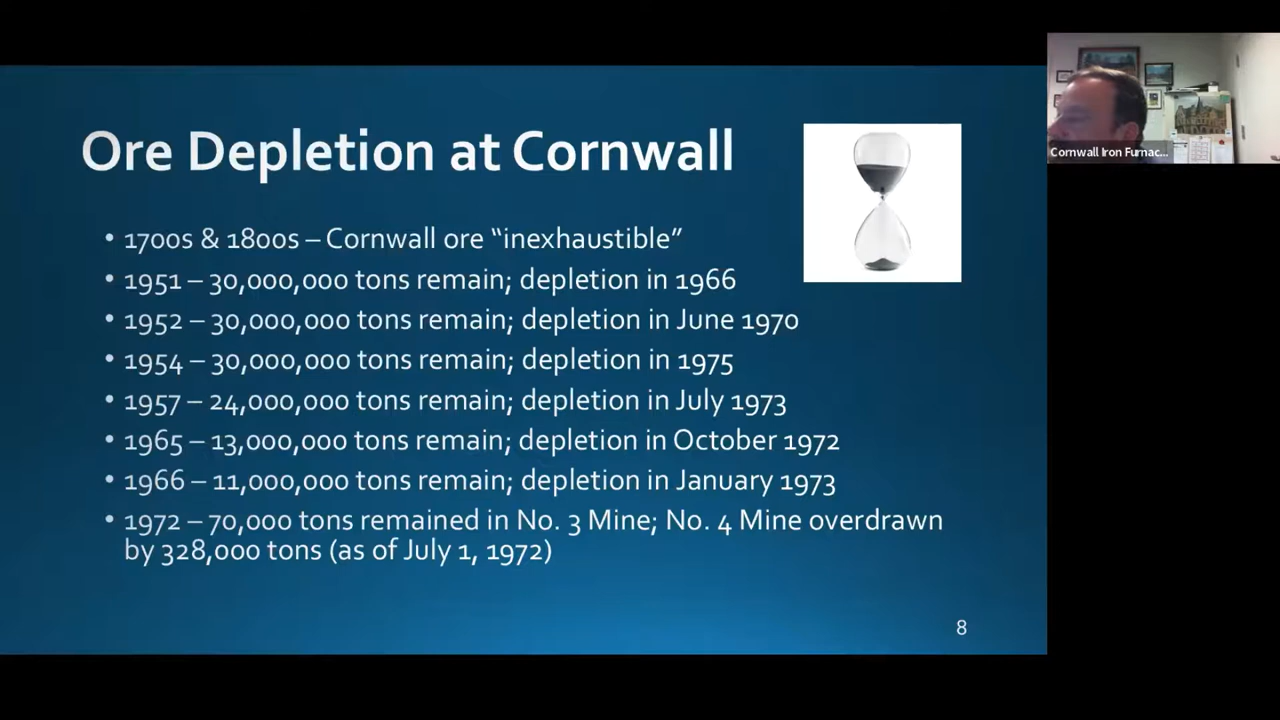 Ore Depletion at Cornwall
• 1700s & 1800s – Cornwall ore “inexhaustible”
• 1951 – 30,000,000 tons remain; depletion in 1966
• 1952 – 30,000,000 tons remain; depletion in June 1970
• 1954 – 30,000,000 tons remain; depletion in 1975
• 1957 – 24,000,000 tons remain; depletion in July 1973
• 1965 – 13,000,000 tons remain; depletion in October 1972
• 1966 – 11,000,000 tons remain; depletion in January 1973
• 1972 – 70,000 tons remained in No. 3 Mine; No. 4 Mine overdrawn
by 328,000 tons (as of July 1, 1972)
8
Cornwall Iron Furnac...